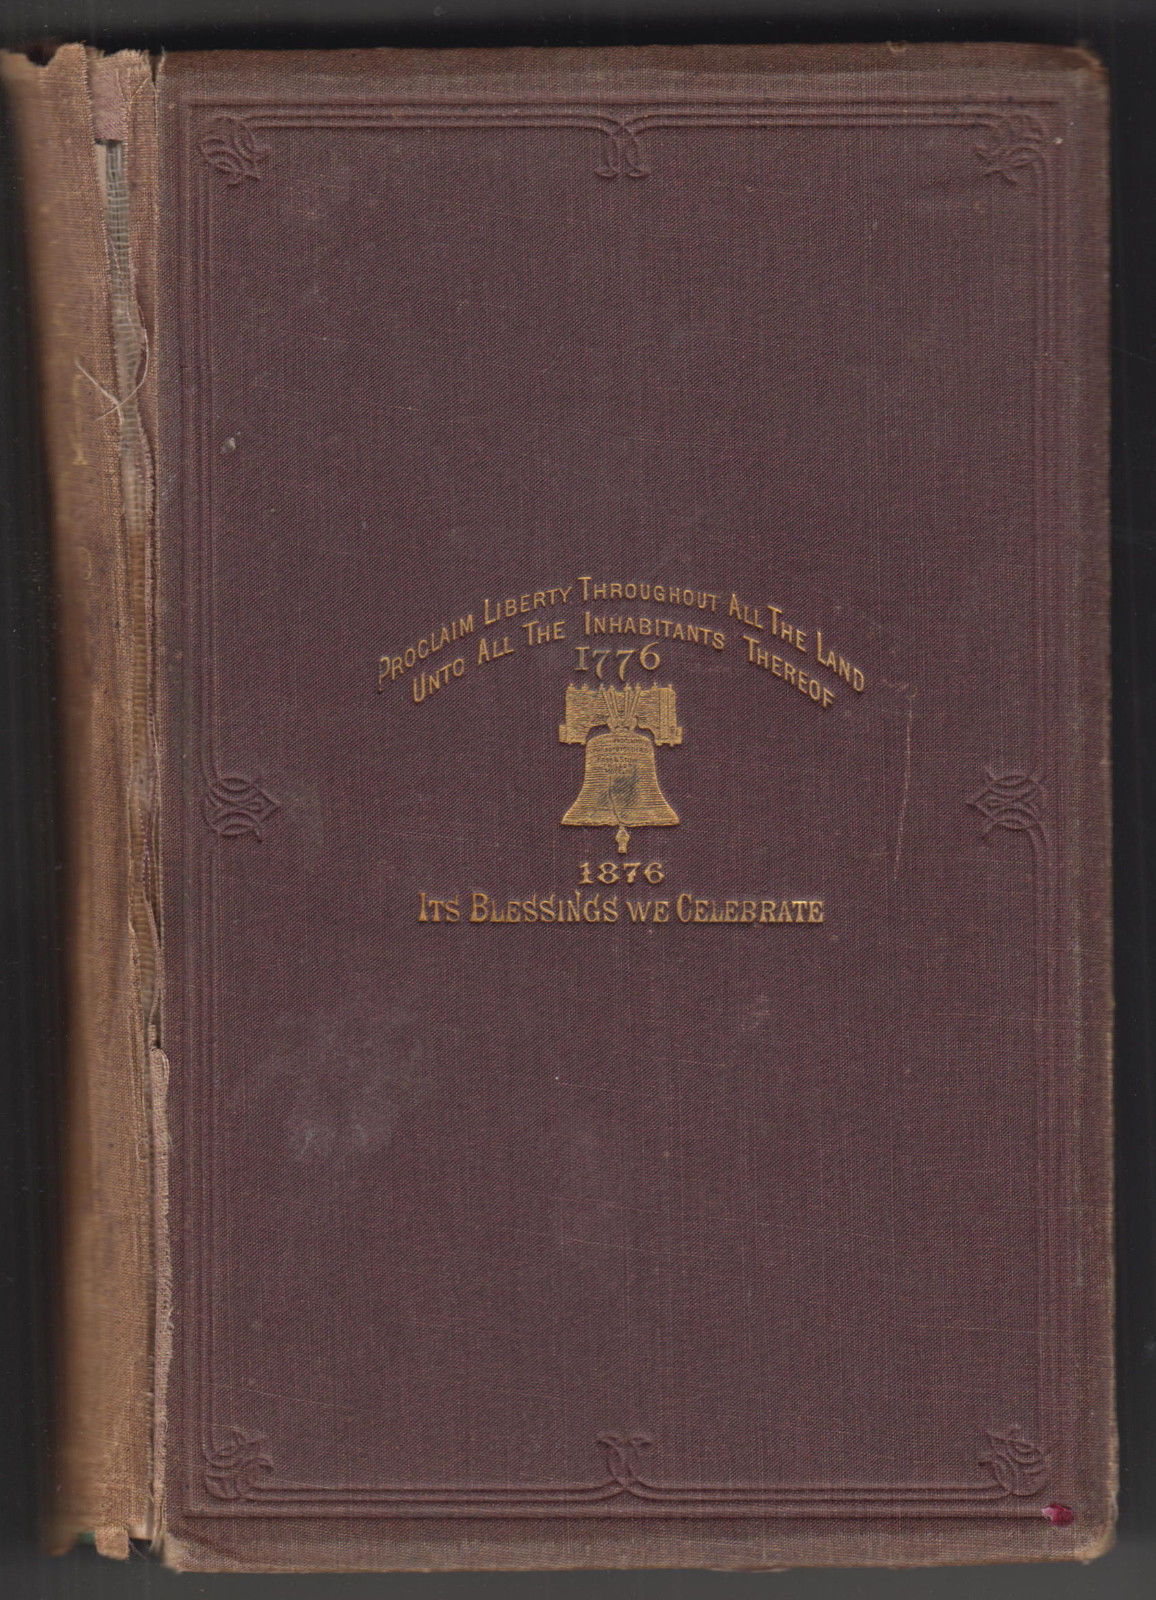 Proclaim Liberty Throughout All The Land
Unto All The Inhabitants Thereof
1776
1876
Its Blessings we Celebrate